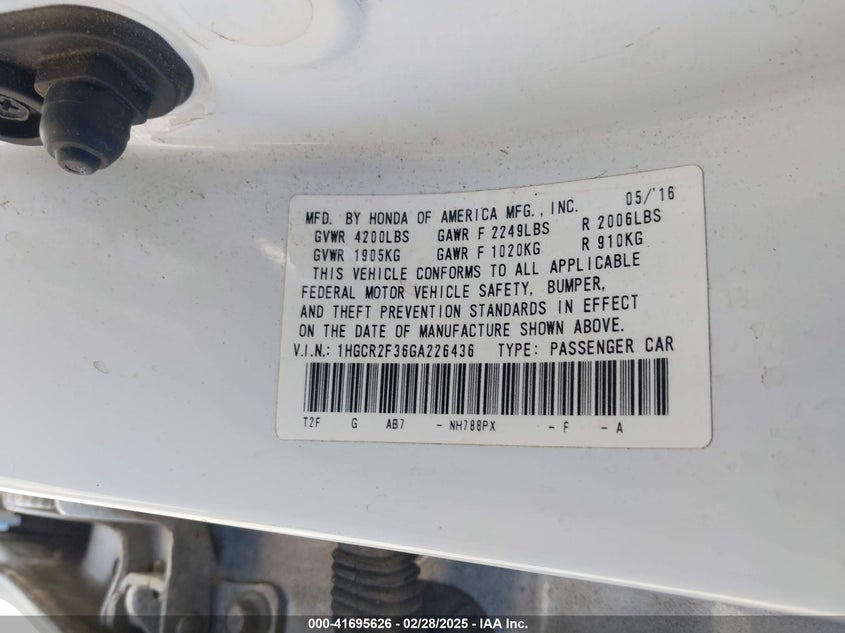 05/'16
MFD. BY HONDA OF AMERICA MFG., INC.
GVWR 4200LBS GAWR F 2249LBS R 2006LBS
GVWR 1905KG GAWR F 1020KG R 910KG
THIS VEHICLE CONFORMS TO ALL APPLICABLE
FEDERAL MOTOR VEHICLE SAFETY, BUMPER,
AND THEFT PREVENTION STANDARDS IN EFFECT
ON THE DATE OF MANUFACTURE SHOWN ABOVE.
V.I.N.: 1HGCR2F36GA226436 TYPE: PASSENGER CAR
T2F G AB7 - NH788PX - F - A
000-41695626 - 02/28/2025 - IAA Inc.